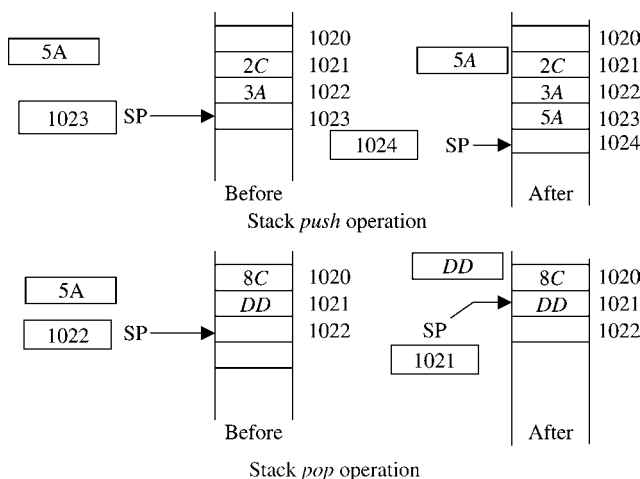 1020 1020
5A 2C 1021 5A 2C 1021
3A 1022 3A 1022
1023 SP 1023 5A 1023
1024 SP 1024
Before After
Stack push operation
8C 1020 DD 8C 1020
5A DD 1021 DD 1021
1022 SP 1022 SP 1022
1021
Before After
Stack pop operation